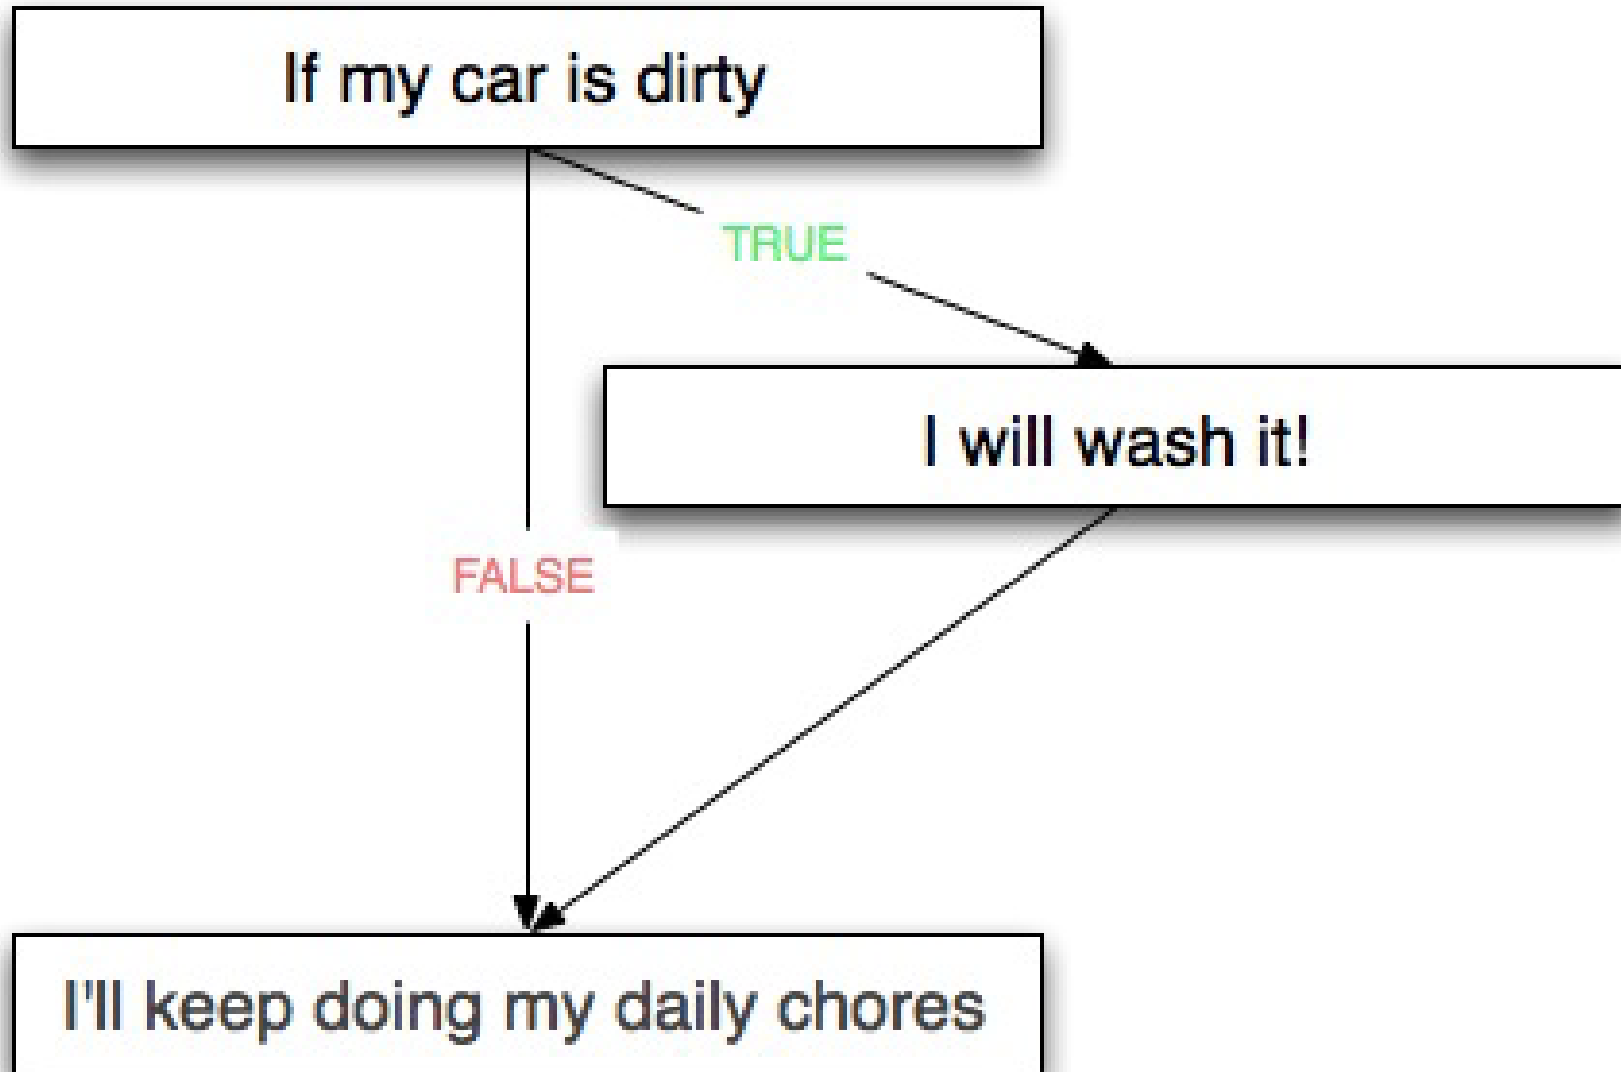 If my car is dirty
TRUE
I will wash it!
FALSE
I'll keep doing my daily chores